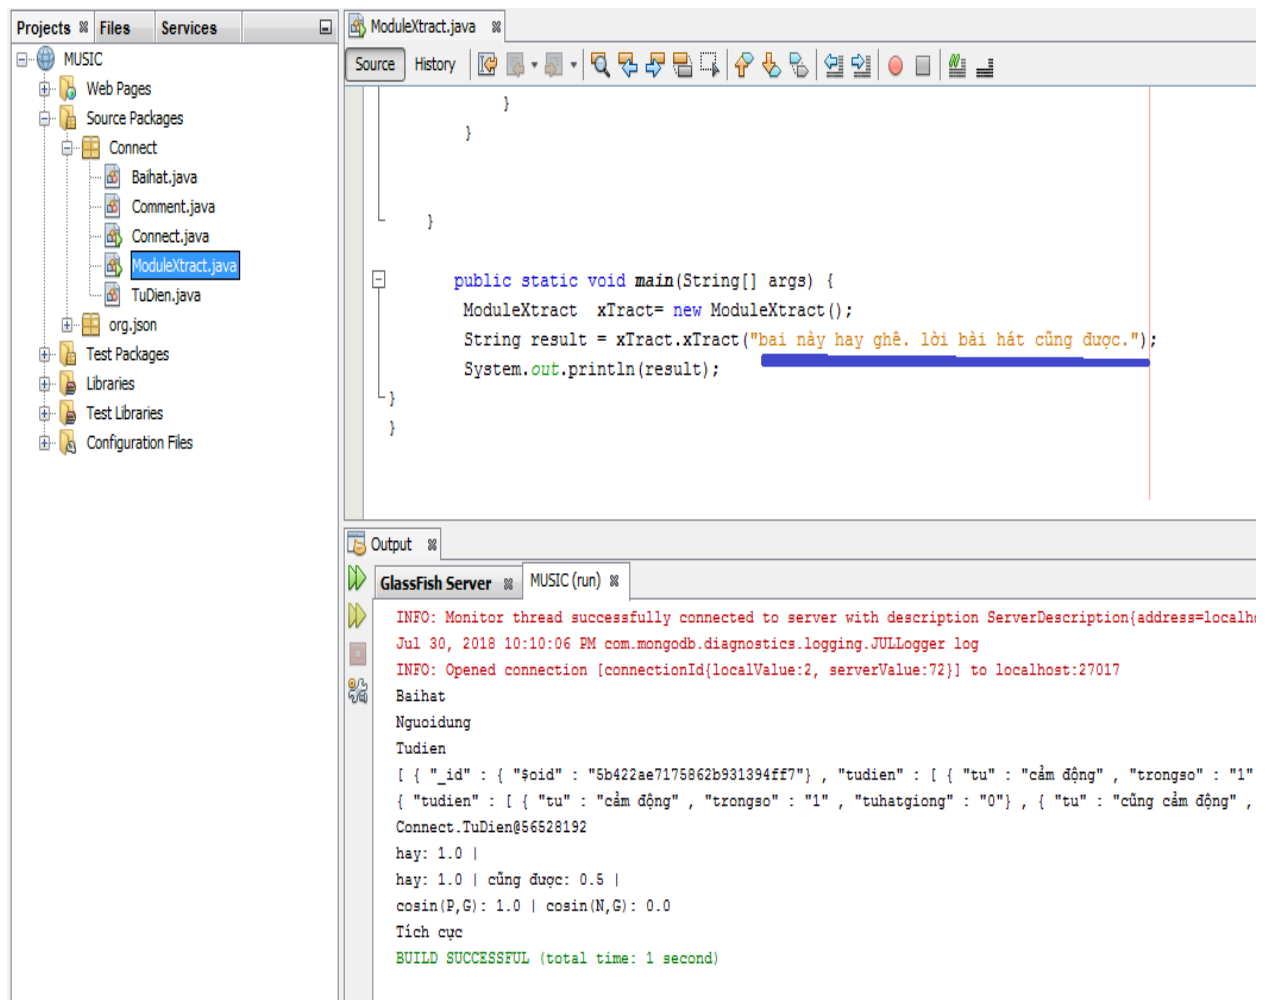 Projects Files Services
MUSIC
Web Pages
Source Packages
Connect
Baihat.java
Comment.java
Connect.java
ModuleXtract.java
TuDien.java
org.json
Test Packages
Libraries
Test Libraries
Configuration Files
ModuleXtract.java
Source History
}
}
}
public static void main(String[] args) {
ModuleXtract xTract= new ModuleXtract();
String result = xTract.xTract("bai này hay ghê. lời bài hát cũng được.");
System.out.println(result);
}
}
Output
GlassFish Server MUSIC (run)
INFO: Monitor thread successfully connected to server with description ServerDescription{address=localh
Jul 30, 2018 10:10:06 PM com.mongodb.diagnostics.logging.JULLogger log
INFO: Opened connection [connectionId{localValue:2, serverValue:72}] to localhost:27017
Baihat
Nguoidung
Tudien
[ { "_id" : { "$oid" : "5b422ae7175862b931394ff7"} , "tudien" : [ { "tu" : "cảm động" , "trongso" : "1"
{ "tudien" : [ { "tu" : "cảm động" , "trongso" : "1" , "tuhatgiong" : "0"} , { "tu" : "cũng cảm động" ,
Connect.TuDien@56528192
hay: 1.0 |
hay: 1.0 | cũng được: 0.5 |
cosin(P,G): 1.0 | cosin(N,G): 0.0
Tích cực
BUILD SUCCESSFUL (total time: 1 second)